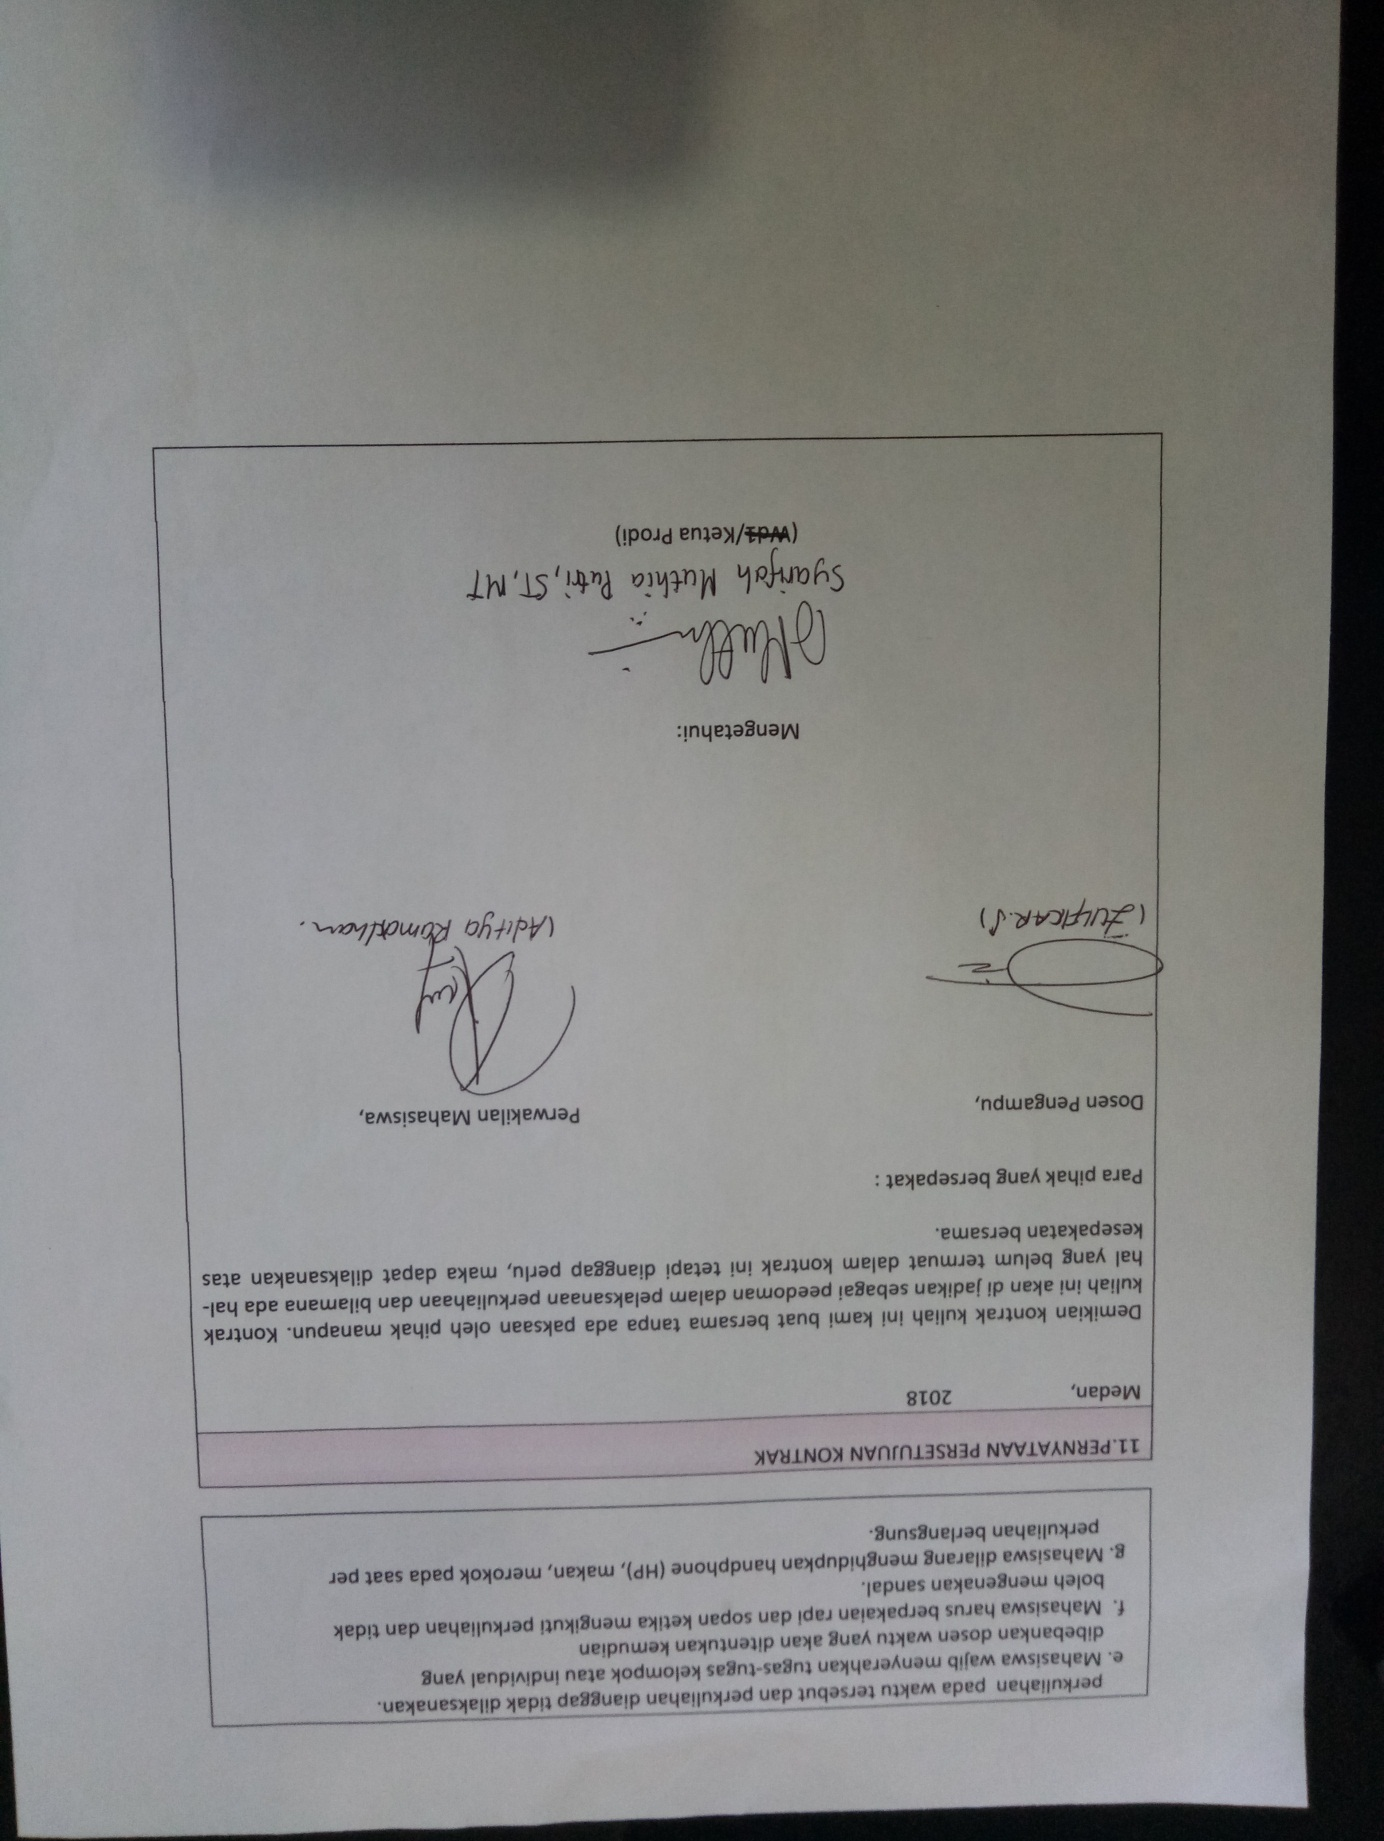 perkuliahan pada waktu tersebut dan perkuliahan dianggap tidak dilaksanakan.
e. Mahasiswa wajib menyerahkan tugas-tugas kelompok atau individual yang
dibebankan dosen waktu yang akan ditentukan kemudian
f. Mahasiswa harus berpakaian rapi dan sopan ketika mengikuti perkuliahan dan tidak
boleh mengenakan sandal.
g. Mahasiswa dilarang menghidupkan handphone (HP), makan, merokok pada saat per
perkuliahan berlangsung.
11.PERNYATAAN PERSETUJUAN KONTRAK
Medan, 2018
Demikian kontrak kuliah ini kami buat bersama tanpa ada paksaan oleh pihak manapun. Kontrak
kuliah ini akan di jadikan sebagai peedoman dalam pelaksanaan perkuliahaan dan bilamana ada hal-
hal yang belum termuat dalam kontrak ini tetapi dianggap perlu, maka dapat dilaksanakan atas
kesepakatan bersama.
Para pihak yang bersepakat :
Dosen Pengampu, Perwakilan Mahasiswa,
(ZULFIKAR.S) (Aditya Ramadhan.
Mengetahui:
Syarifah Muthia Putri, ST, MT
(Wd1/Ketua Prodi)